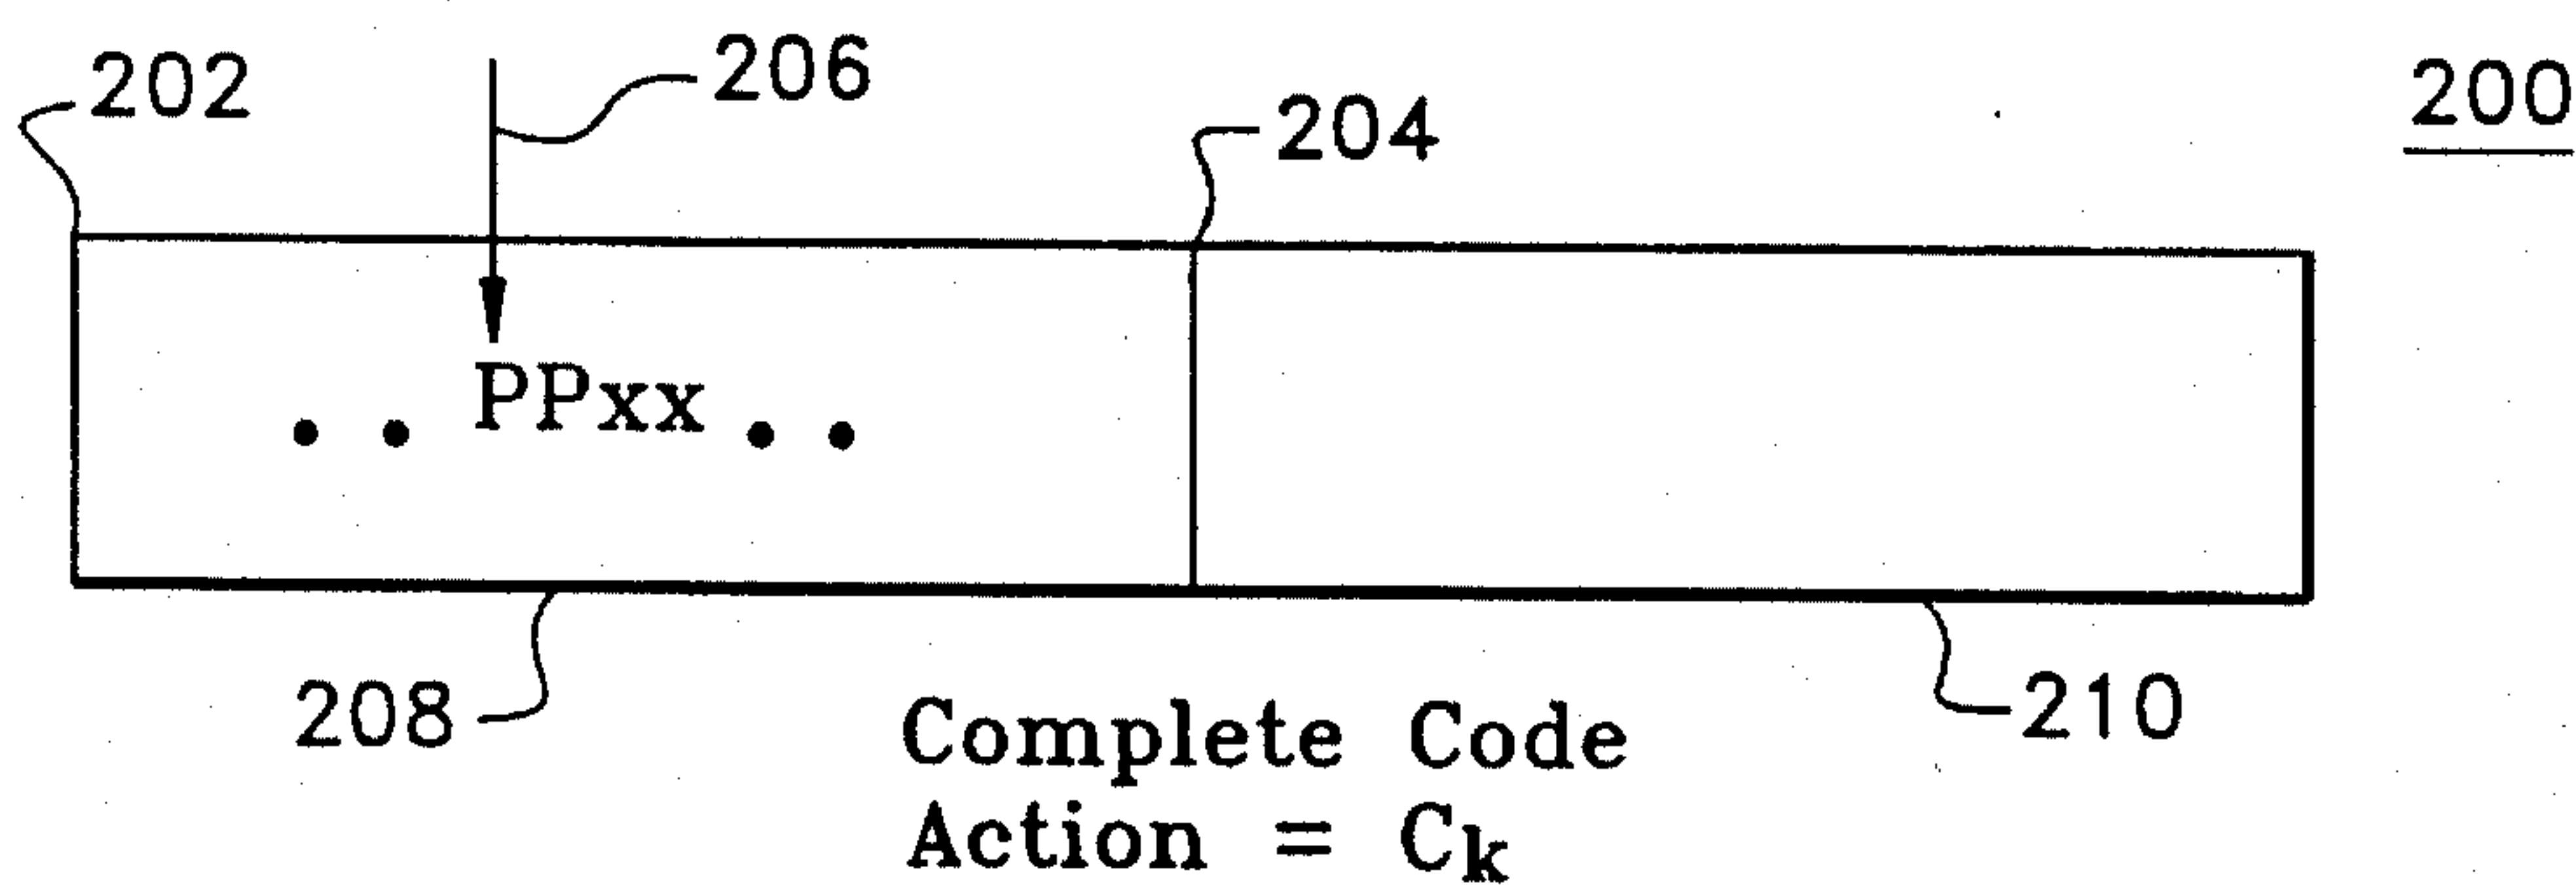 202
206
204
200
• • PPxx • •
208
210
Complete Code
Action = Ck